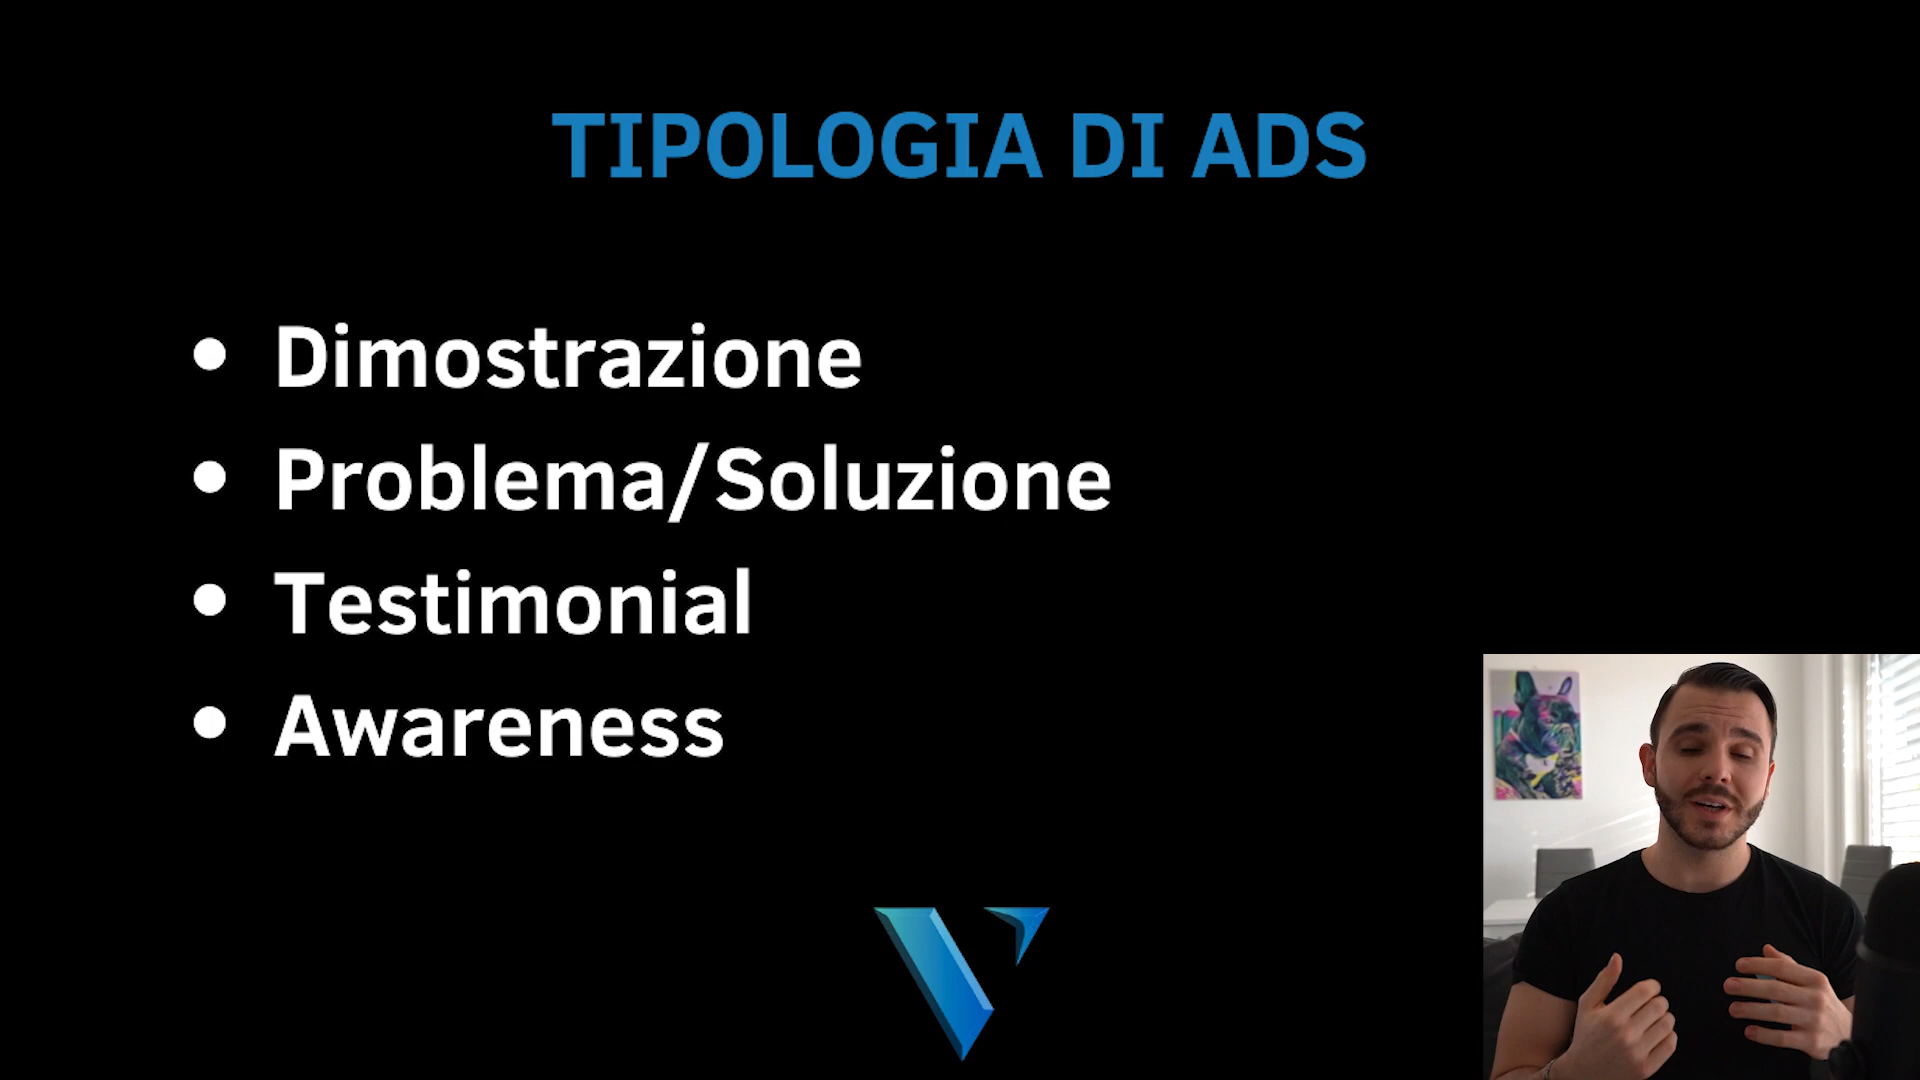 TIPOLOGIA DI ADS
• Dimostrazione
• Problema/Soluzione
• Testimonial
• Awareness